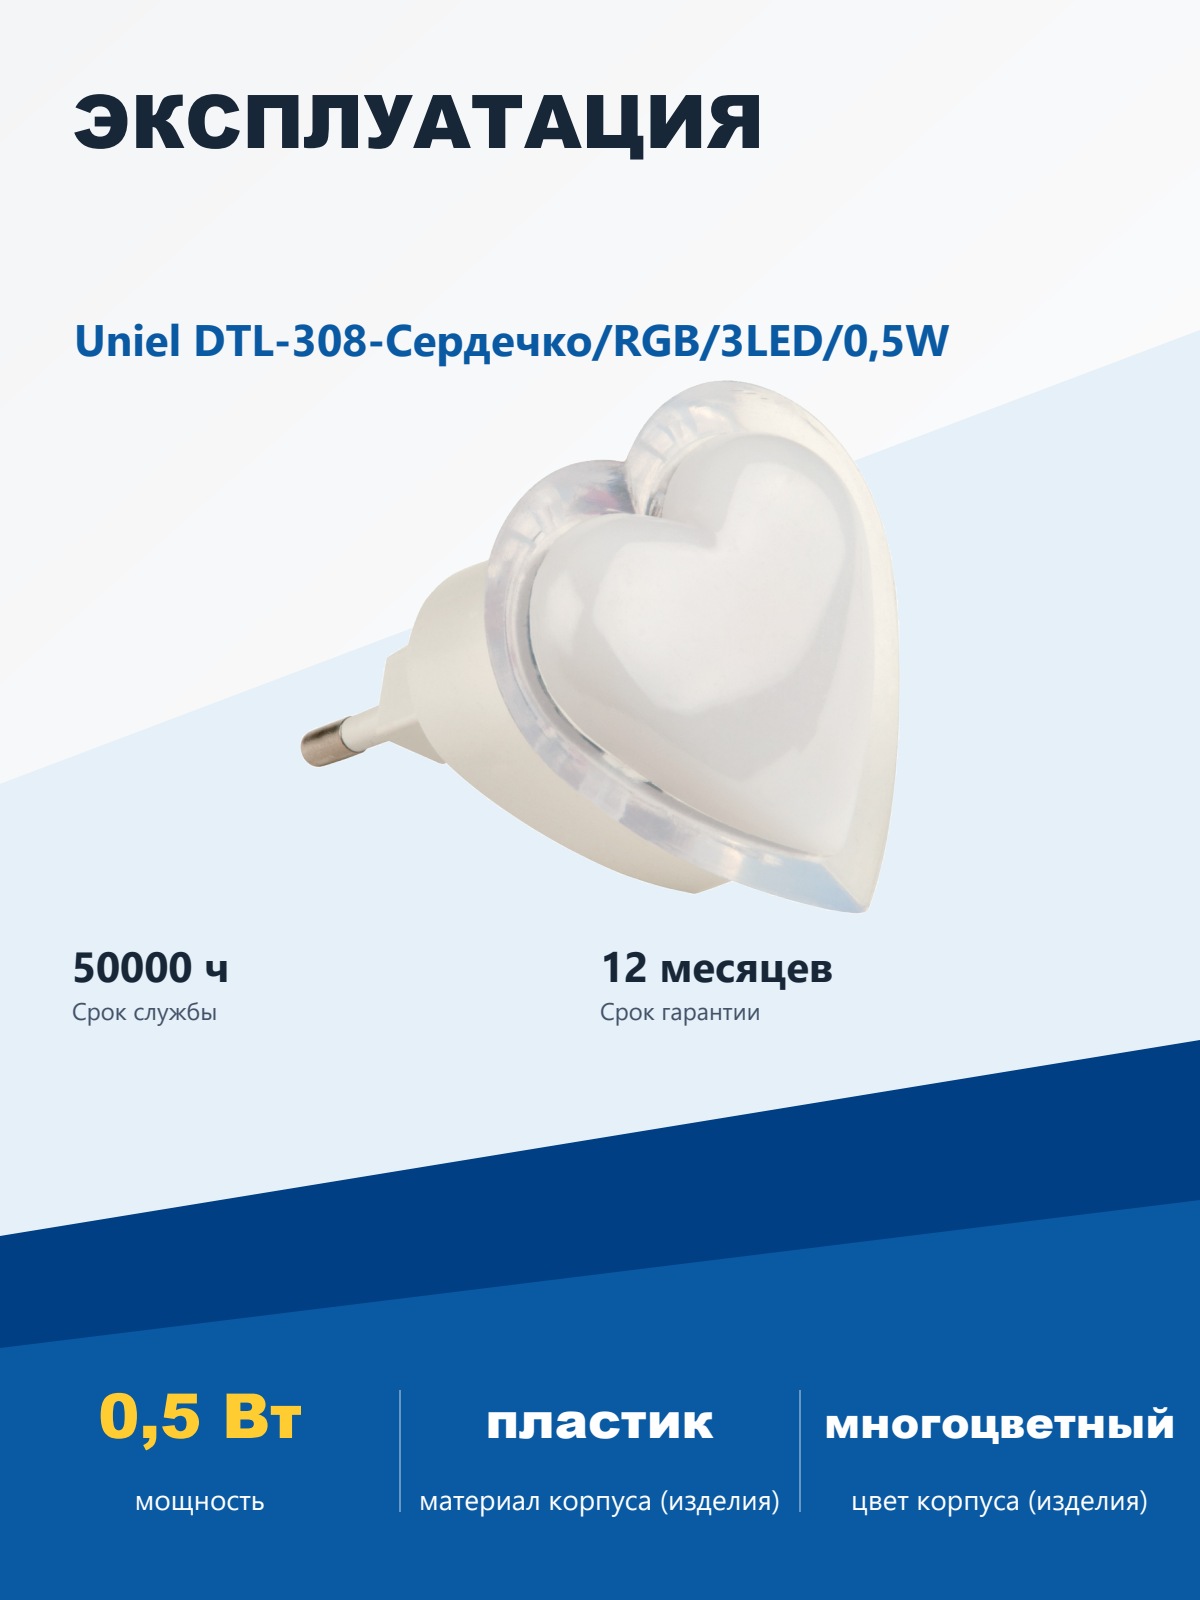 ЭКСПЛУАТАЦИЯ
Uniel DTL-308-Сердечко/RGB/3LED/0,5W
50000 ч
Срок службы
12 месяцев
Срок гарантии
0,5 Вт
мощность
пластик
материал корпуса (изделия)
многоцветный
цвет корпуса (изделия)